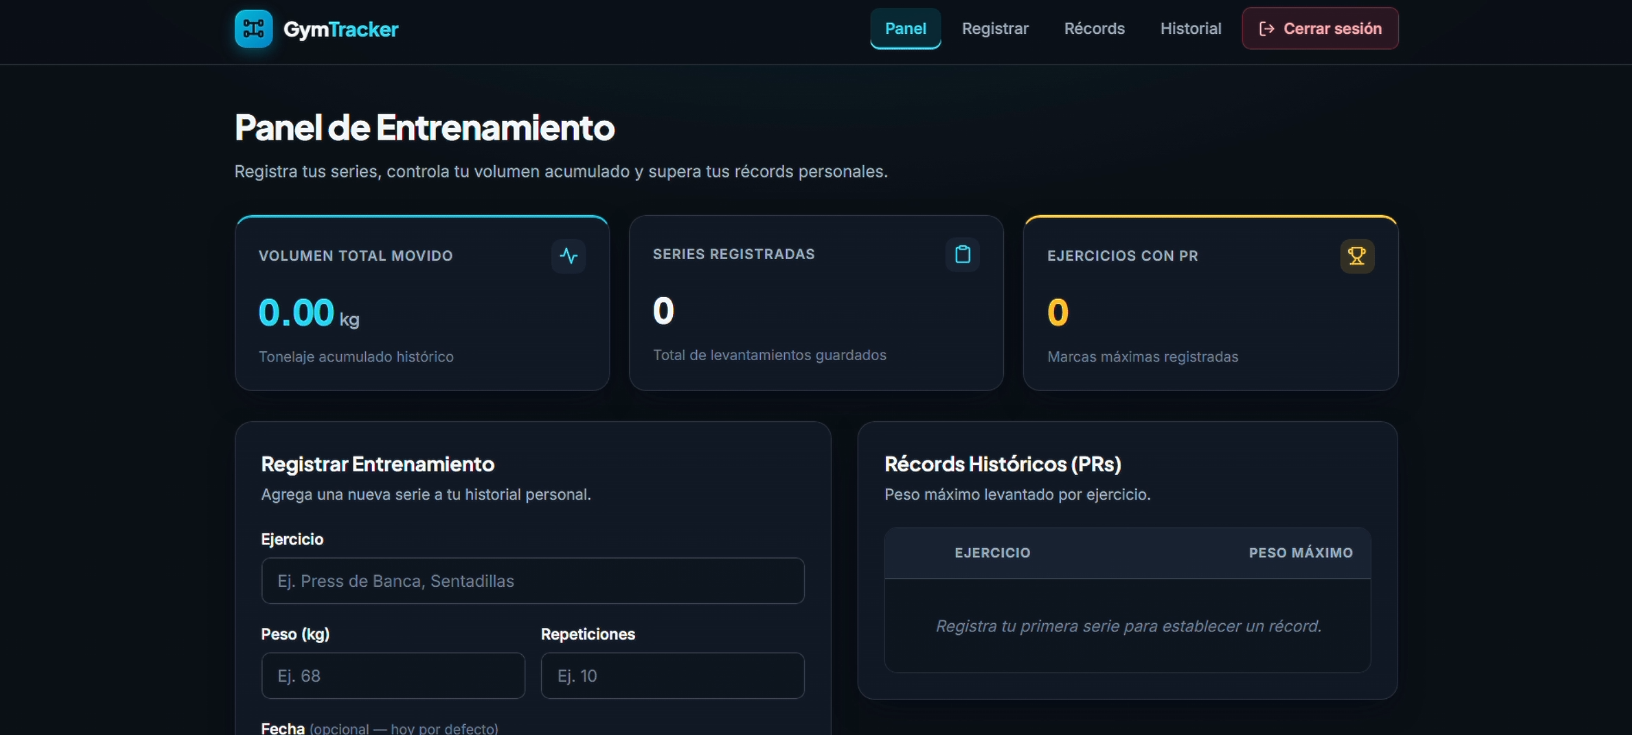 GymTracker
Panel
Registrar
Récords
Historial
Cerrar sesión
Panel de Entrenamiento
Registra tus series, controla tu volumen acumulado y supera tus récords personales.
VOLUMEN TOTAL MOVIDO
0.00 kg
Tonelaje acumulado histórico
SERIES REGISTRADAS
0
Total de levantamientos guardados
EJERCICIOS CON PR
0
Marcas máximas registradas
Registrar Entrenamiento
Agrega una nueva serie a tu historial personal.
Ejercicio
Ej. Press de Banca, Sentadillas
Peso (kg)
Repeticiones
Ej. 68
Ej. 10
Fecha (opcional — hoy por defecto)
Récords Históricos (PRs)
Peso máximo levantado por ejercicio.
EJERCICIO
PESO MÁXIMO
Registra tu primera serie para establecer un récord.